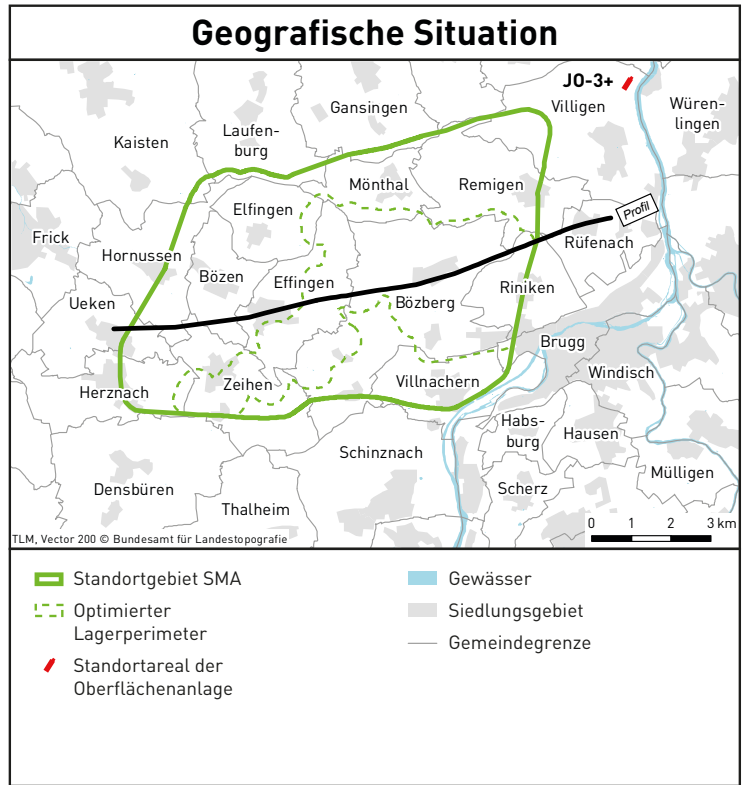 Geografische Situation
JO-3+
Villigen
Würen-
lingen
Gansingen
Laufen-
burg
Kaisten
Mönthal
Remigen
Elfingen
Profil
Frick
Hornussen
Rüfenach
Bözen
Effingen
Riniken
Ueken
Bözberg
Brugg
Windisch
Zeihen
Villnachern
Herznach
Habs-
burg
Hausen
Schinznach
Mülligen
Densbüren
Scherz
Thalheim
0 1 2 3 km
TLM, Vector 200 © Bundesamt für Landestopografie
Standortgebiet SMA
Optimierter
Lagerperimeter
Standortareal der
Oberflächenanlage
Gewässer
Siedlungsgebiet
Gemeindegrenze